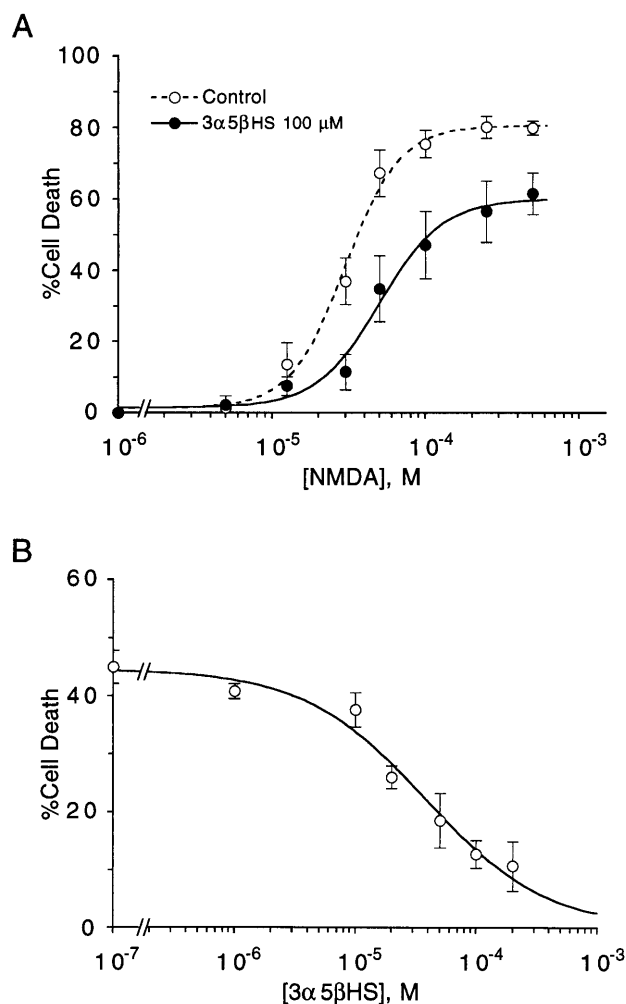 A
100
80
60
40
20
0
%Cell Death
Control
3α5βHS 100 μM
10⁻⁶
10⁻⁵
10⁻⁴
10⁻³
[NMDA], M
B
60
40
20
0
%Cell Death
10⁻⁷
10⁻⁶
10⁻⁵
10⁻⁴
10⁻³
[3α5βHS], M